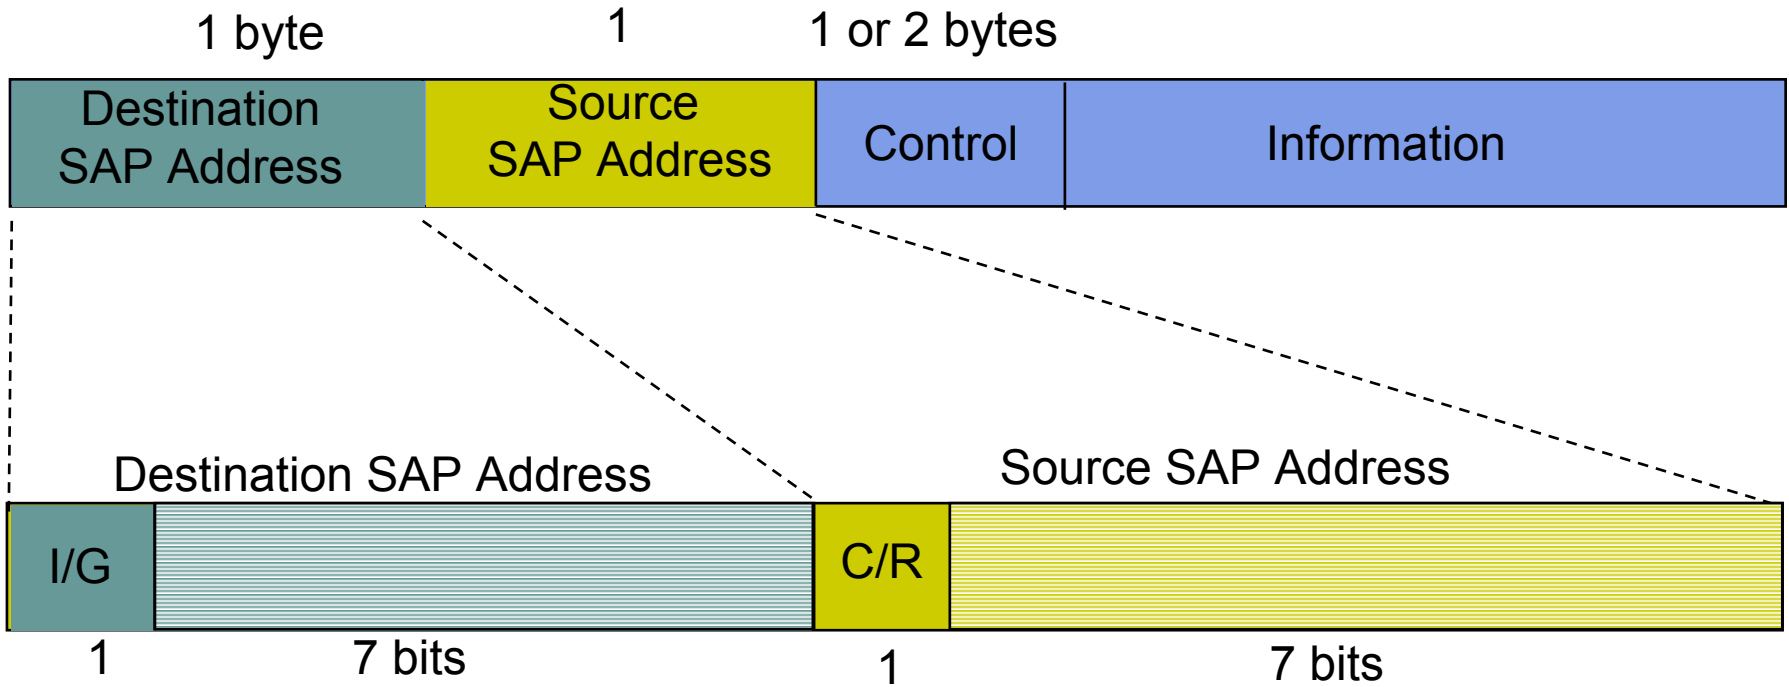 1 byte
1
1 or 2 bytes
Destination
SAP Address
Source
SAP Address
Control
Information
Destination SAP Address
Source SAP Address
I/G
C/R
1
7 bits
1
7 bits